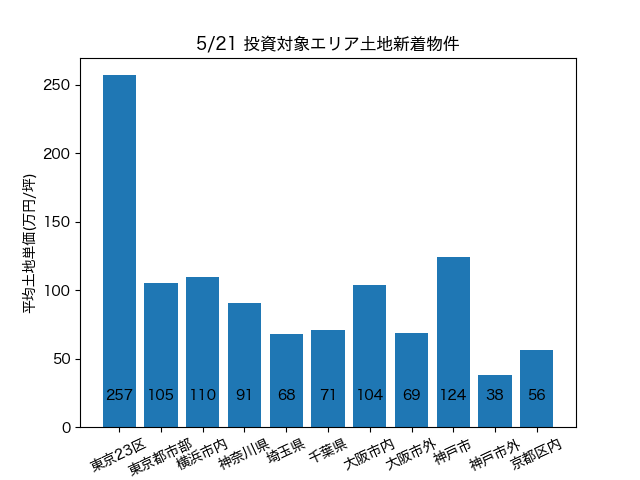 5/21 投資対象エリア土地新着物件
平均土地単価(万円/坪)
250
200
150
100
50
0
257 105 110 91 68 71 104 69 124 38 56
東京23区 東京都市部 横浜市内 神奈川県 埼玉県 千葉県 大阪市内 大阪市外 神戸市 神戸市外 京都区内